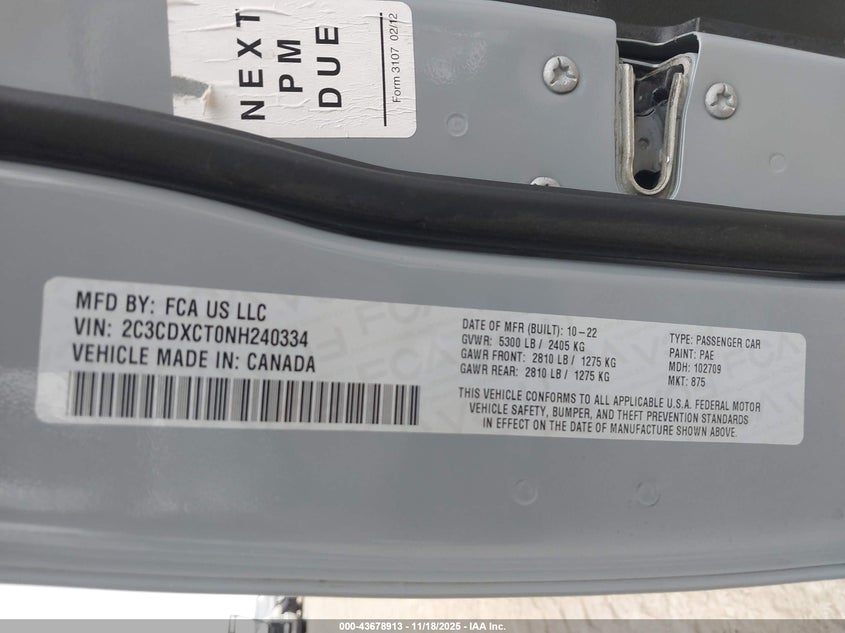 NEXT
PM
DUE
Form 3107 02/12
MFD BY: FCA US LLC
VIN: 2C3CDXCT0NH240334
VEHICLE MADE IN: CANADA
DATE OF MFR (BUILT): 10-22
GVWR: 5300 LB / 2405 KG
GAWR FRONT: 2810 LB / 1275 KG
GAWR REAR: 2810 LB / 1275 KG
TYPE: PASSENGER CAR
PAINT: PAE
MDH: 102709
MKT: 875
THIS VEHICLE CONFORMS TO ALL APPLICABLE U.S.A. FEDERAL MOTOR
VEHICLE SAFETY, BUMPER, AND THEFT PREVENTION STANDARDS
IN EFFECT ON THE DATE OF MANUFACTURE SHOWN ABOVE.
000-43678913 - 11/18/2025 - IAA Inc.